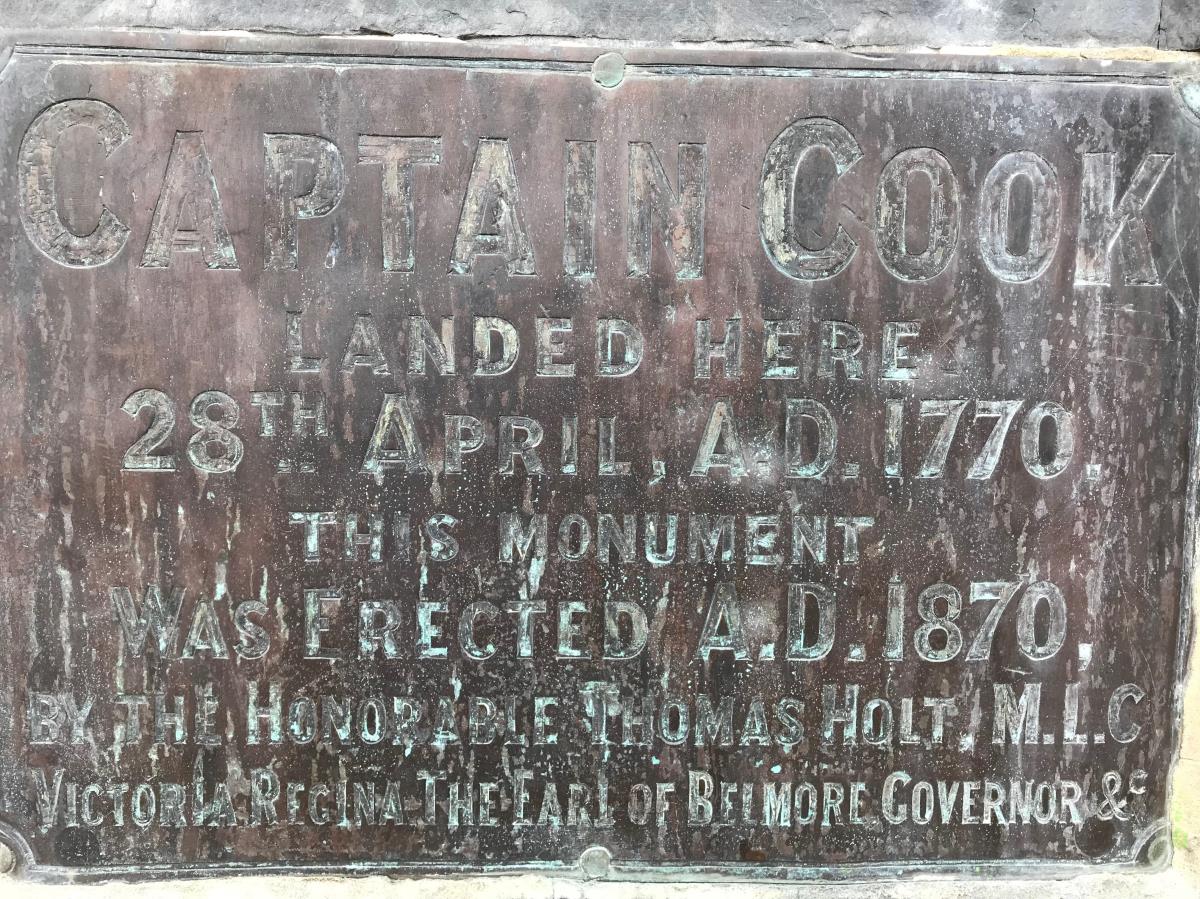 CAPTAIN COOK
LANDED HERE
28TH APRIL, A.D. 1770.
THIS MONUMENT
WAS ERECTED A.D. 1870,
BY THE HONORABLE THOMAS HOLT, M.L.C
VICTORIA REGINA. THE EARL OF BELMORE GOVERNOR &c